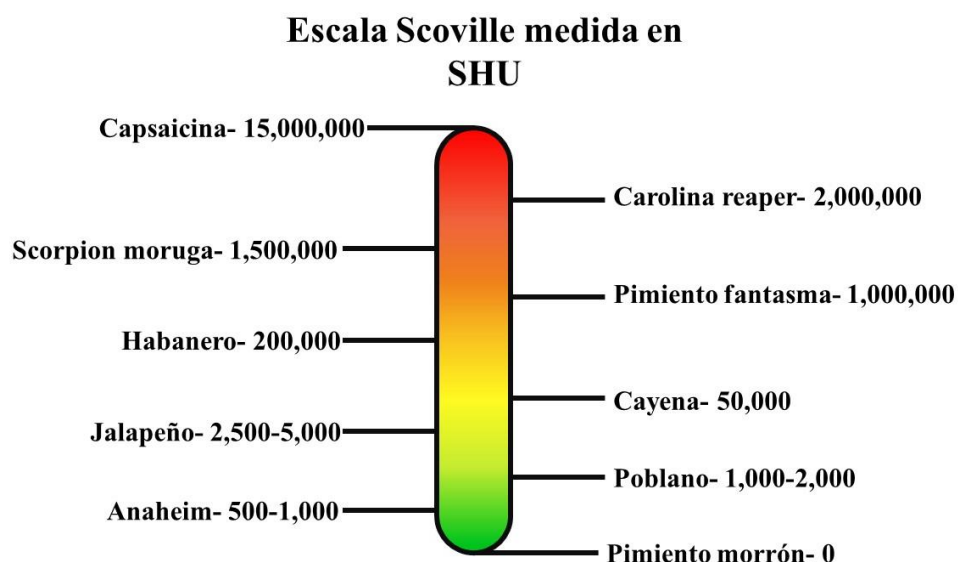 Escala Scoville medida en
SHU
Capsaicina- 15,000,000
Carolina reaper- 2,000,000
Scorpion moruga- 1,500,000
Pimiento fantasma- 1,000,000
Habanero- 200,000
Cayena- 50,000
Jalapeño- 2,500-5,000
Poblano- 1,000-2,000
Anaheim- 500-1,000
Pimiento morrón- 0